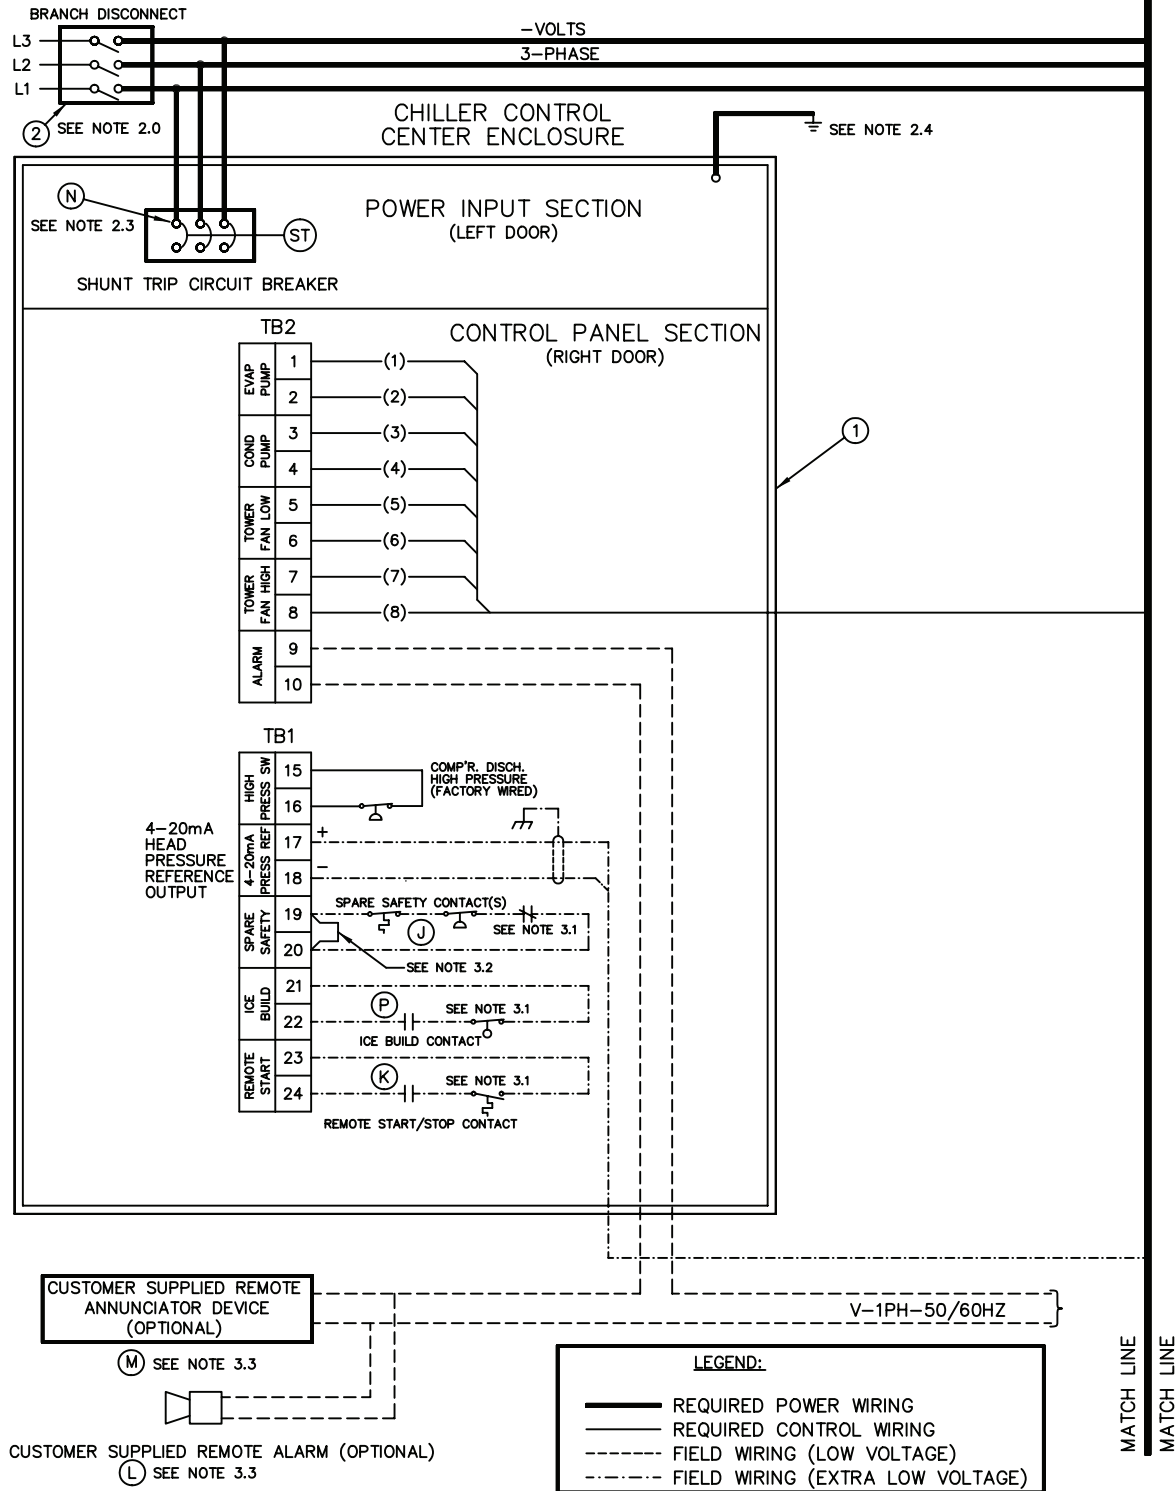 BRANCH DISCONNECT
L3
L2
L1
-VOLTS
3-PHASE
2 SEE NOTE 2.0
CHILLER CONTROL
CENTER ENCLOSURE
SEE NOTE 2.4
N
SEE NOTE 2.3
ST
POWER INPUT SECTION
(LEFT DOOR)
SHUNT TRIP CIRCUIT BREAKER
TB2
CONTROL PANEL SECTION
(RIGHT DOOR)
EVAP
PUMP
1 (1)
2 (2)
COND
PUMP
3 (3)
4 (4)
TOWER
FAN LOW
5 (5)
6 (6)
TOWER
FAN HIGH
7 (7)
8 (8)
ALARM
9
10
1
TB1
HIGH
PRESS SW
15
16
COMP'R. DISCH.
HIGH PRESSURE
(FACTORY WIRED)
4-20mA
HEAD
PRESSURE
REFERENCE
OUTPUT
4-20mA
PRESS REF
17 +
18 −
SPARE
SAFETY
19
20
SPARE SAFETY CONTACT(S)
J
SEE NOTE 3.1
SEE NOTE 3.2
ICE
BUILD
21
22
P
SEE NOTE 3.1
ICE BUILD CONTACT
REMOTE
START
23
24
K
SEE NOTE 3.1
REMOTE START/STOP CONTACT
CUSTOMER SUPPLIED REMOTE
ANNUNCIATOR DEVICE
(OPTIONAL)
M SEE NOTE 3.3
V-1PH-50/60HZ
CUSTOMER SUPPLIED REMOTE ALARM (OPTIONAL)
L SEE NOTE 3.3
LEGEND:
REQUIRED POWER WIRING
REQUIRED CONTROL WIRING
FIELD WIRING (LOW VOLTAGE)
FIELD WIRING (EXTRA LOW VOLTAGE)
MATCH LINE
MATCH LINE